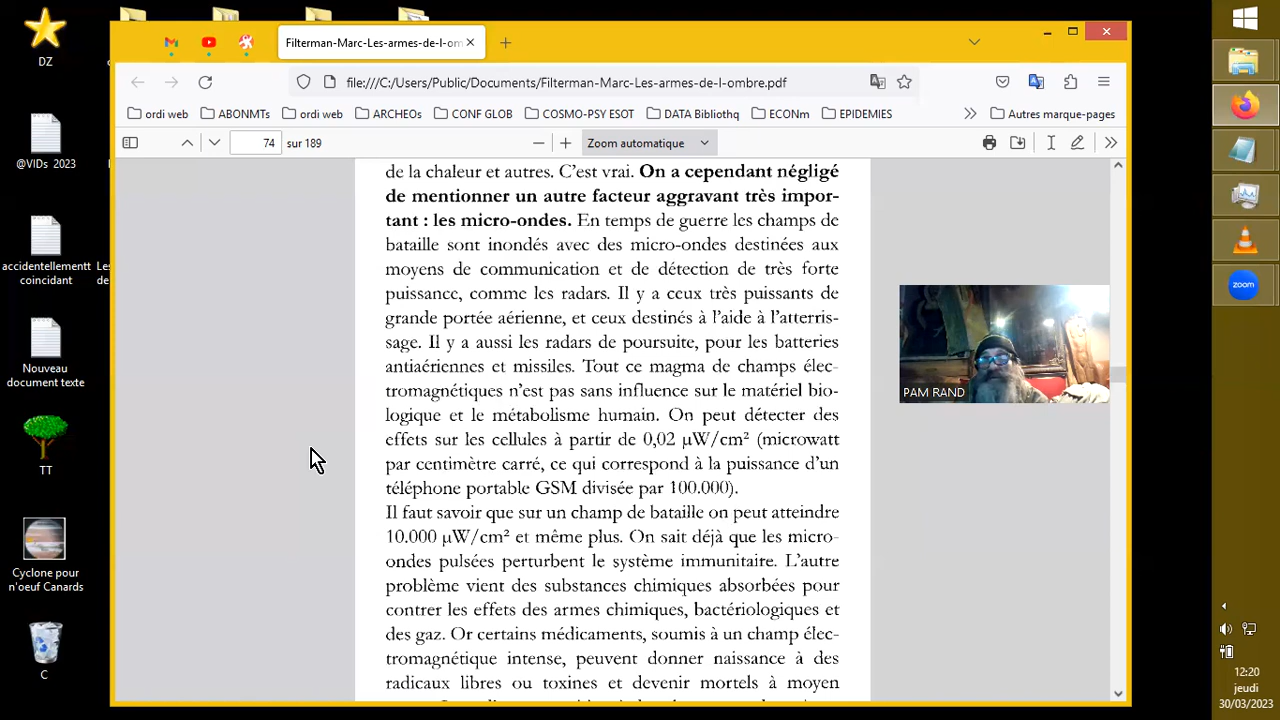 DZ
@VIDs 2023
accidentellementt
coincidant
Nouveau
document texte
TT
Cyclone pour
n'oeuf Canards
C
Filterman-Marc-Les-armes-de-l-om
file:///C:/Users/Public/Documents/Filterman-Marc-Les-armes-de-l-ombre.pdf
ordi web
ABONMTs
ordi web
ARCHEOs
CONF GLOB
COSMO-PSY ESOT
DATA Bibliothq
ECONm
EPIDEMIES
Autres marque-pages
74 sur 189
Zoom automatique
de la chaleur et autres. C'est vrai. On a cependant négligé
de mentionner un autre facteur aggravant très impor-
tant : les micro-ondes. En temps de guerre les champs de
bataille sont inondés avec des micro-ondes destinées aux
moyens de communication et de détection de très forte
puissance, comme les radars. Il y a ceux très puissants de
grande portée aérienne, et ceux destinés à l'aide à l'atterris-
sage. Il y a aussi les radars de poursuite, pour les batteries
antiaériennes et missiles. Tout ce magma de champs élec-
tromagnétiques n'est pas sans influence sur le matériel bio-
logique et le métabolisme humain. On peut détecter des
effets sur les cellules à partir de 0,02 µW/cm² (microwatt
par centimètre carré, ce qui correspond à la puissance d'un
téléphone portable GSM divisée par 100.000).
Il faut savoir que sur un champ de bataille on peut atteindre
10.000 µW/cm² et même plus. On sait déjà que les micro-
ondes pulsées perturbent le système immunitaire. L'autre
problème vient des substances chimiques absorbées pour
contrer les effets des armes chimiques, bactériologiques et
des gaz. Or certains médicaments, soumis à un champ élec-
tromagnétique intense, peuvent donner naissance à des
radicaux libres ou toxines et devenir mortels à moyen
PAM RAND
zoom
12:20
jeudi
30/03/2023